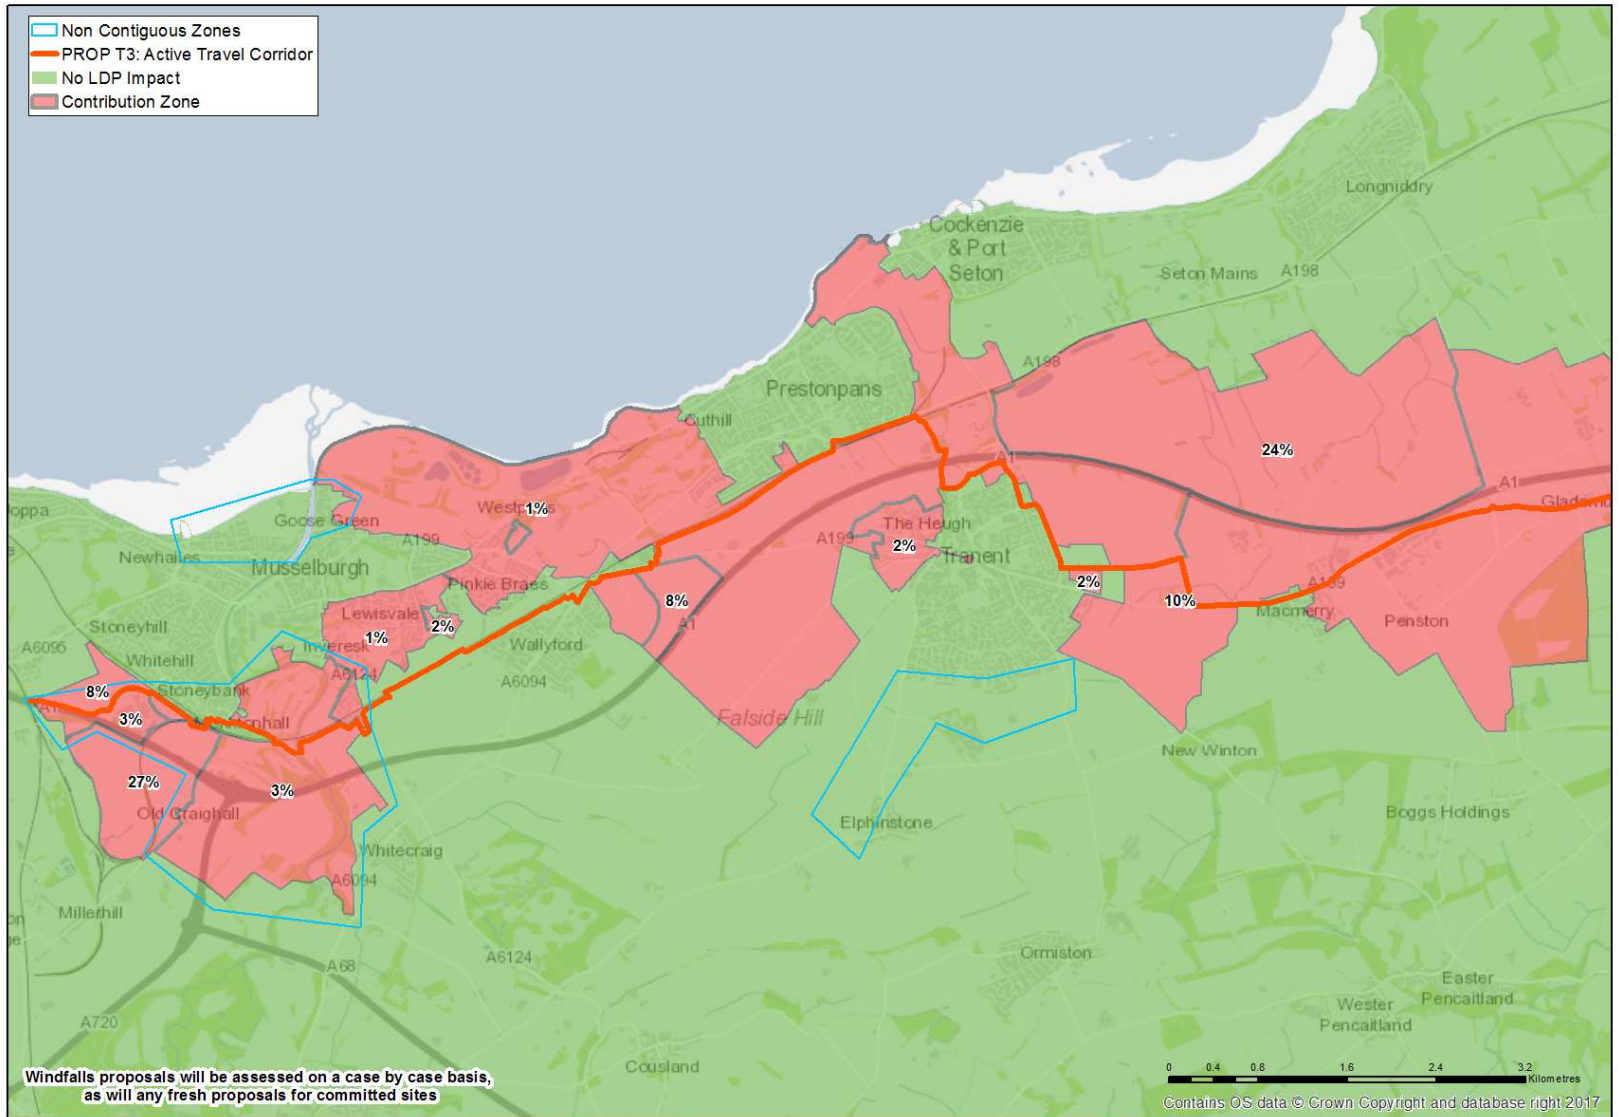 Non Contiguous Zones
PROP T3: Active Travel Corridor
No LDP Impact
Contribution Zone
Longniddry
Cockenzie
& Port
Seton
Seton Mains
A198
A198
Prestonpans
Cuthill
24%
A1
A1
Goose Green
1%
Newhailes
A199
The Heugh
A199
2%
Tranent
Musselburgh
Pinkie Braes
2%
A199
8%
10%
Macmerry
Lewisvale
2%
A1
Penston
Stoneyhill
1%
Inveresk
Wallyford
A6095
Whitehill
A6124
A6094
8%
Stoneybank
3%
Falside Hill
New Winton
27%
3%
Old Craighall
Elphinstone
Boggs Holdings
Whitecraig
A6094
Millerhill
A68
A6124
Ormiston
Easter
Pencaitland
Wester
Pencaitland
A720
Cousland
Windfalls proposals will be assessed on a case by case basis,
as will any fresh proposals for committed sites
0 0.4 0.8 1.6 2.4 3.2
Kilometres
Contains OS data © Crown Copyright and database right 2017